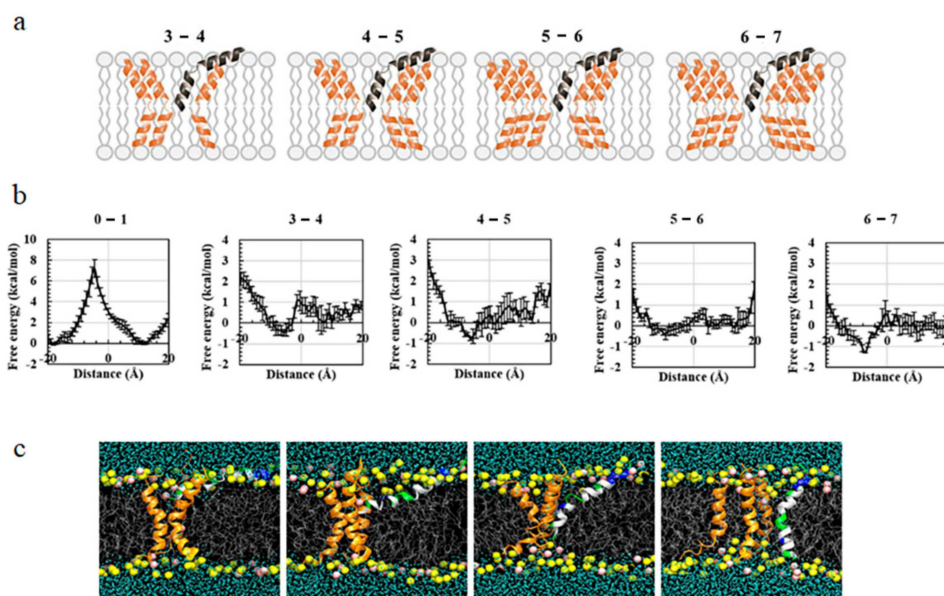 a
3 – 4
4 – 5
5 – 6
6 – 7
b
0 – 1
3 – 4
4 – 5
5 – 6
6 – 7
Free energy (kcal/mol)
10
8
6
4
2
0
-2
-20
0
20
Distance (Å)
Free energy (kcal/mol)
4
3
2
1
0
-1
-2
-20
0
20
Distance (Å)
Free energy (kcal/mol)
4
3
2
1
0
-1
-2
-20
0
20
Distance (Å)
Free energy (kcal/mol)
4
3
2
1
0
-1
-2
-20
0
20
Distance (Å)
Free energy (kcal/mol)
4
3
2
1
0
-1
-2
-20
0
20
Distance (Å)
c